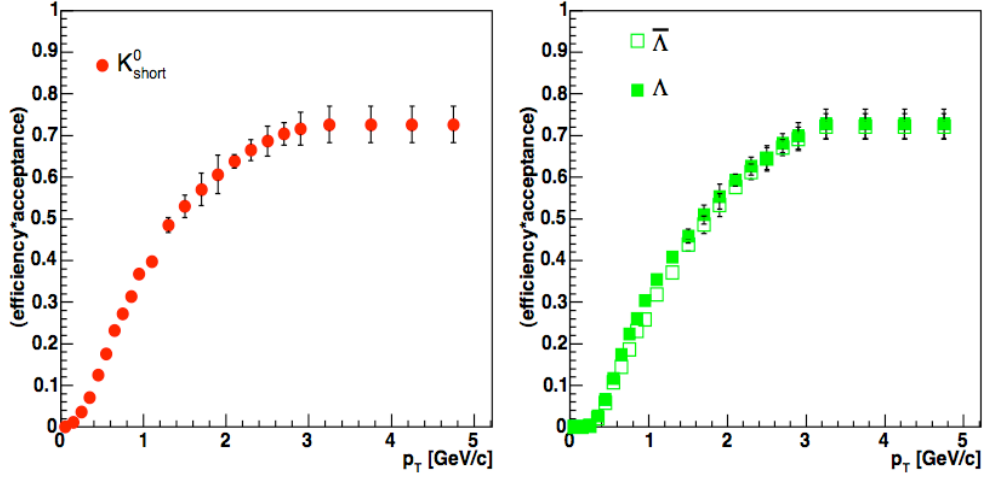 1
0.9
0.8
0.7
0.6
0.5
0.4
0.3
0.2
0.1
0
(efficiency*acceptance)
K⁰short
0 1 2 3 4 5
pT [GeV/c]
1
0.9
0.8
0.7
0.6
0.5
0.4
0.3
0.2
0.1
0
(efficiency*acceptance)
Λ̅
Λ
0 1 2 3 4 5
pT [GeV/c]